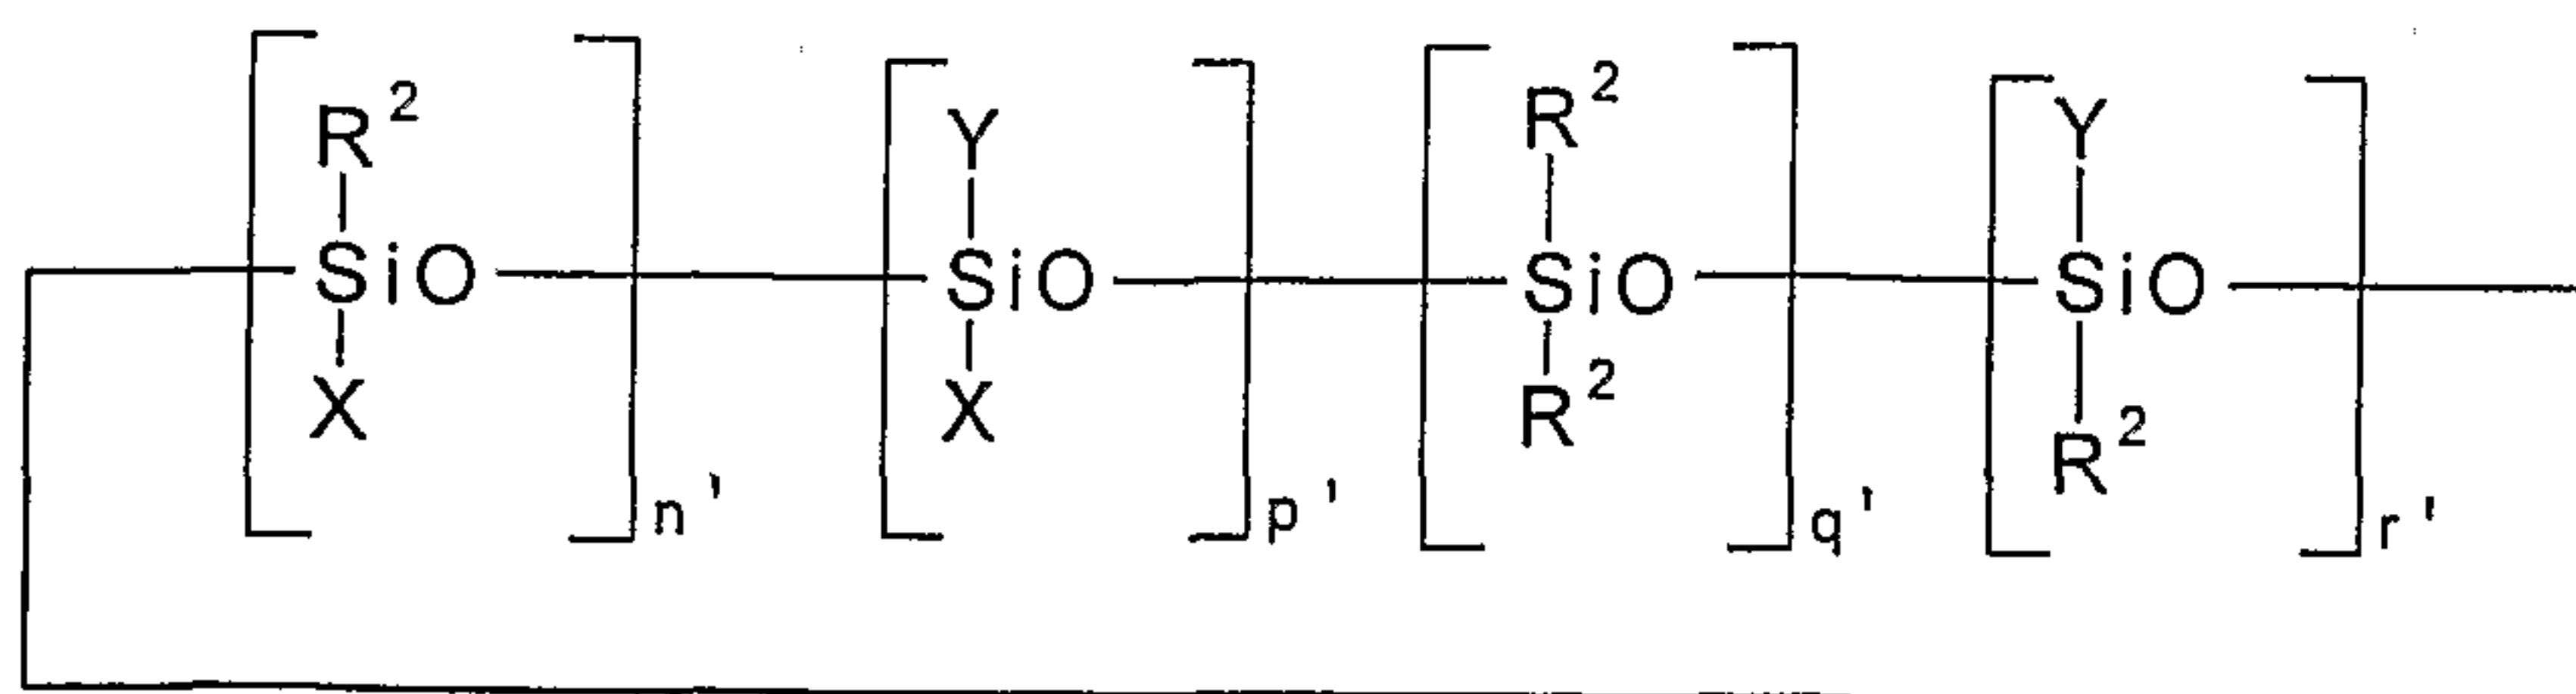 R² Y R² Y
SiO SiO SiO SiO
X X R² R²
n' p' q' r'